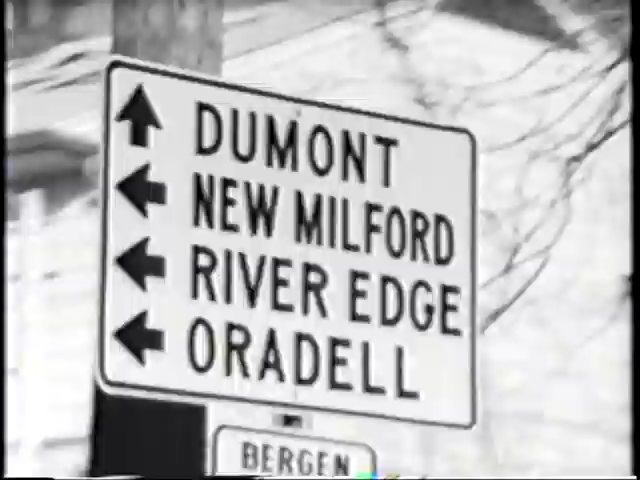 DUMONT
NEW MILFORD
RIVER EDGE
ORADELL
BERGEN